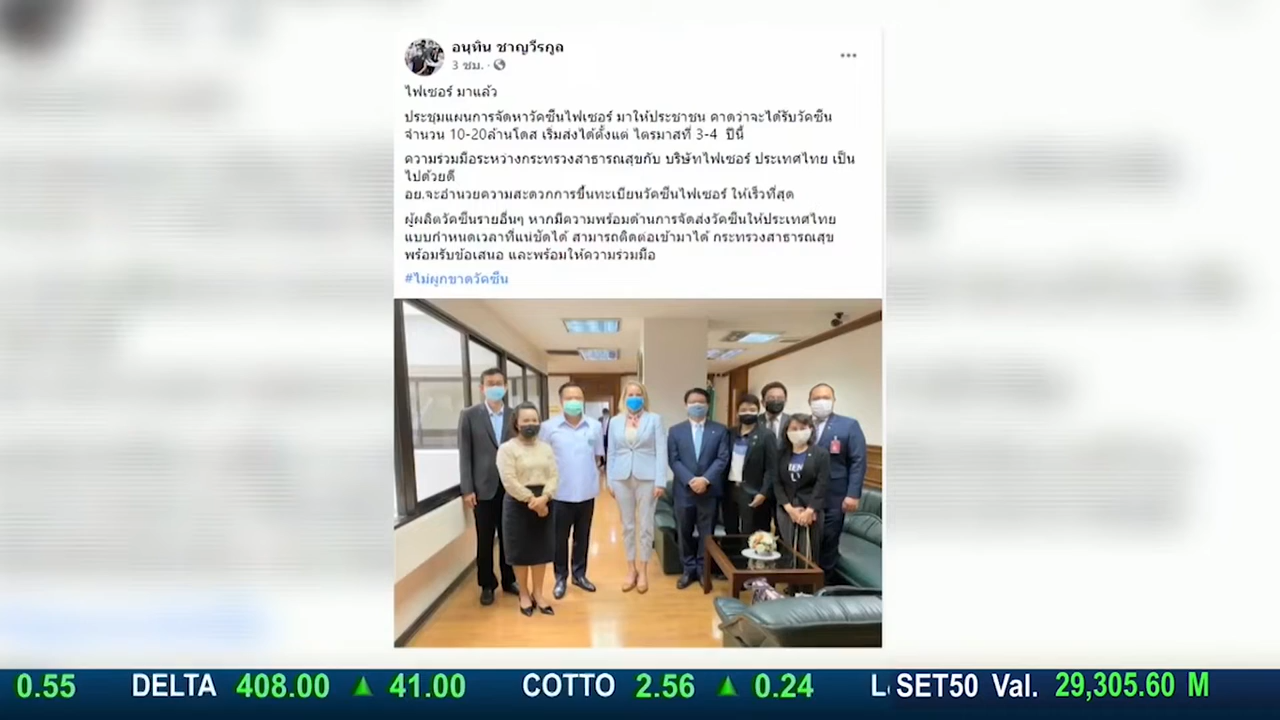 อนุทิน ชาญวีรกูล
3 ชม. ·
ไฟเซอร์ มาแล้ว
ประชุมแผนการจัดหาวัคซีนไฟเซอร์ มาให้ประชาชน คาดว่าจะได้รับวัคซีน
จำนวน 10-20ล้านโดส เริ่มส่งได้ตั้งแต่ ไตรมาสที่ 3-4 ปีนี้
ความร่วมมือระหว่างกระทรวงสาธารณสุขกับ บริษัทไฟเซอร์ ประเทศไทย เป็น
ไปด้วยดี
อย.จะอำนวยความสะดวกการขึ้นทะเบียนวัคซีนไฟเซอร์ ให้เร็วที่สุด
ผู้ผลิตวัคซีนรายอื่นๆ หากมีความพร้อมด้านการจัดส่งวัคซีนให้ประเทศไทย
แบบกำหนดเวลาที่แน่ชัดได้ สามารถติดต่อเข้ามาได้ กระทรวงสาธารณสุข
พร้อมรับข้อเสนอ และพร้อมให้ความร่วมมือ
#ไม่ผูกขาดวัคซีน
0.55 DELTA 408.00 ▲ 41.00 COTTO 2.56 ▲ 0.24 L SET50 Val. 29,305.60 M